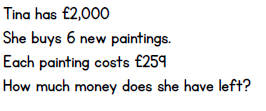 Tina has £2,000
She buys 6 new paintings.
Each painting costs £259
How much money does she have left?